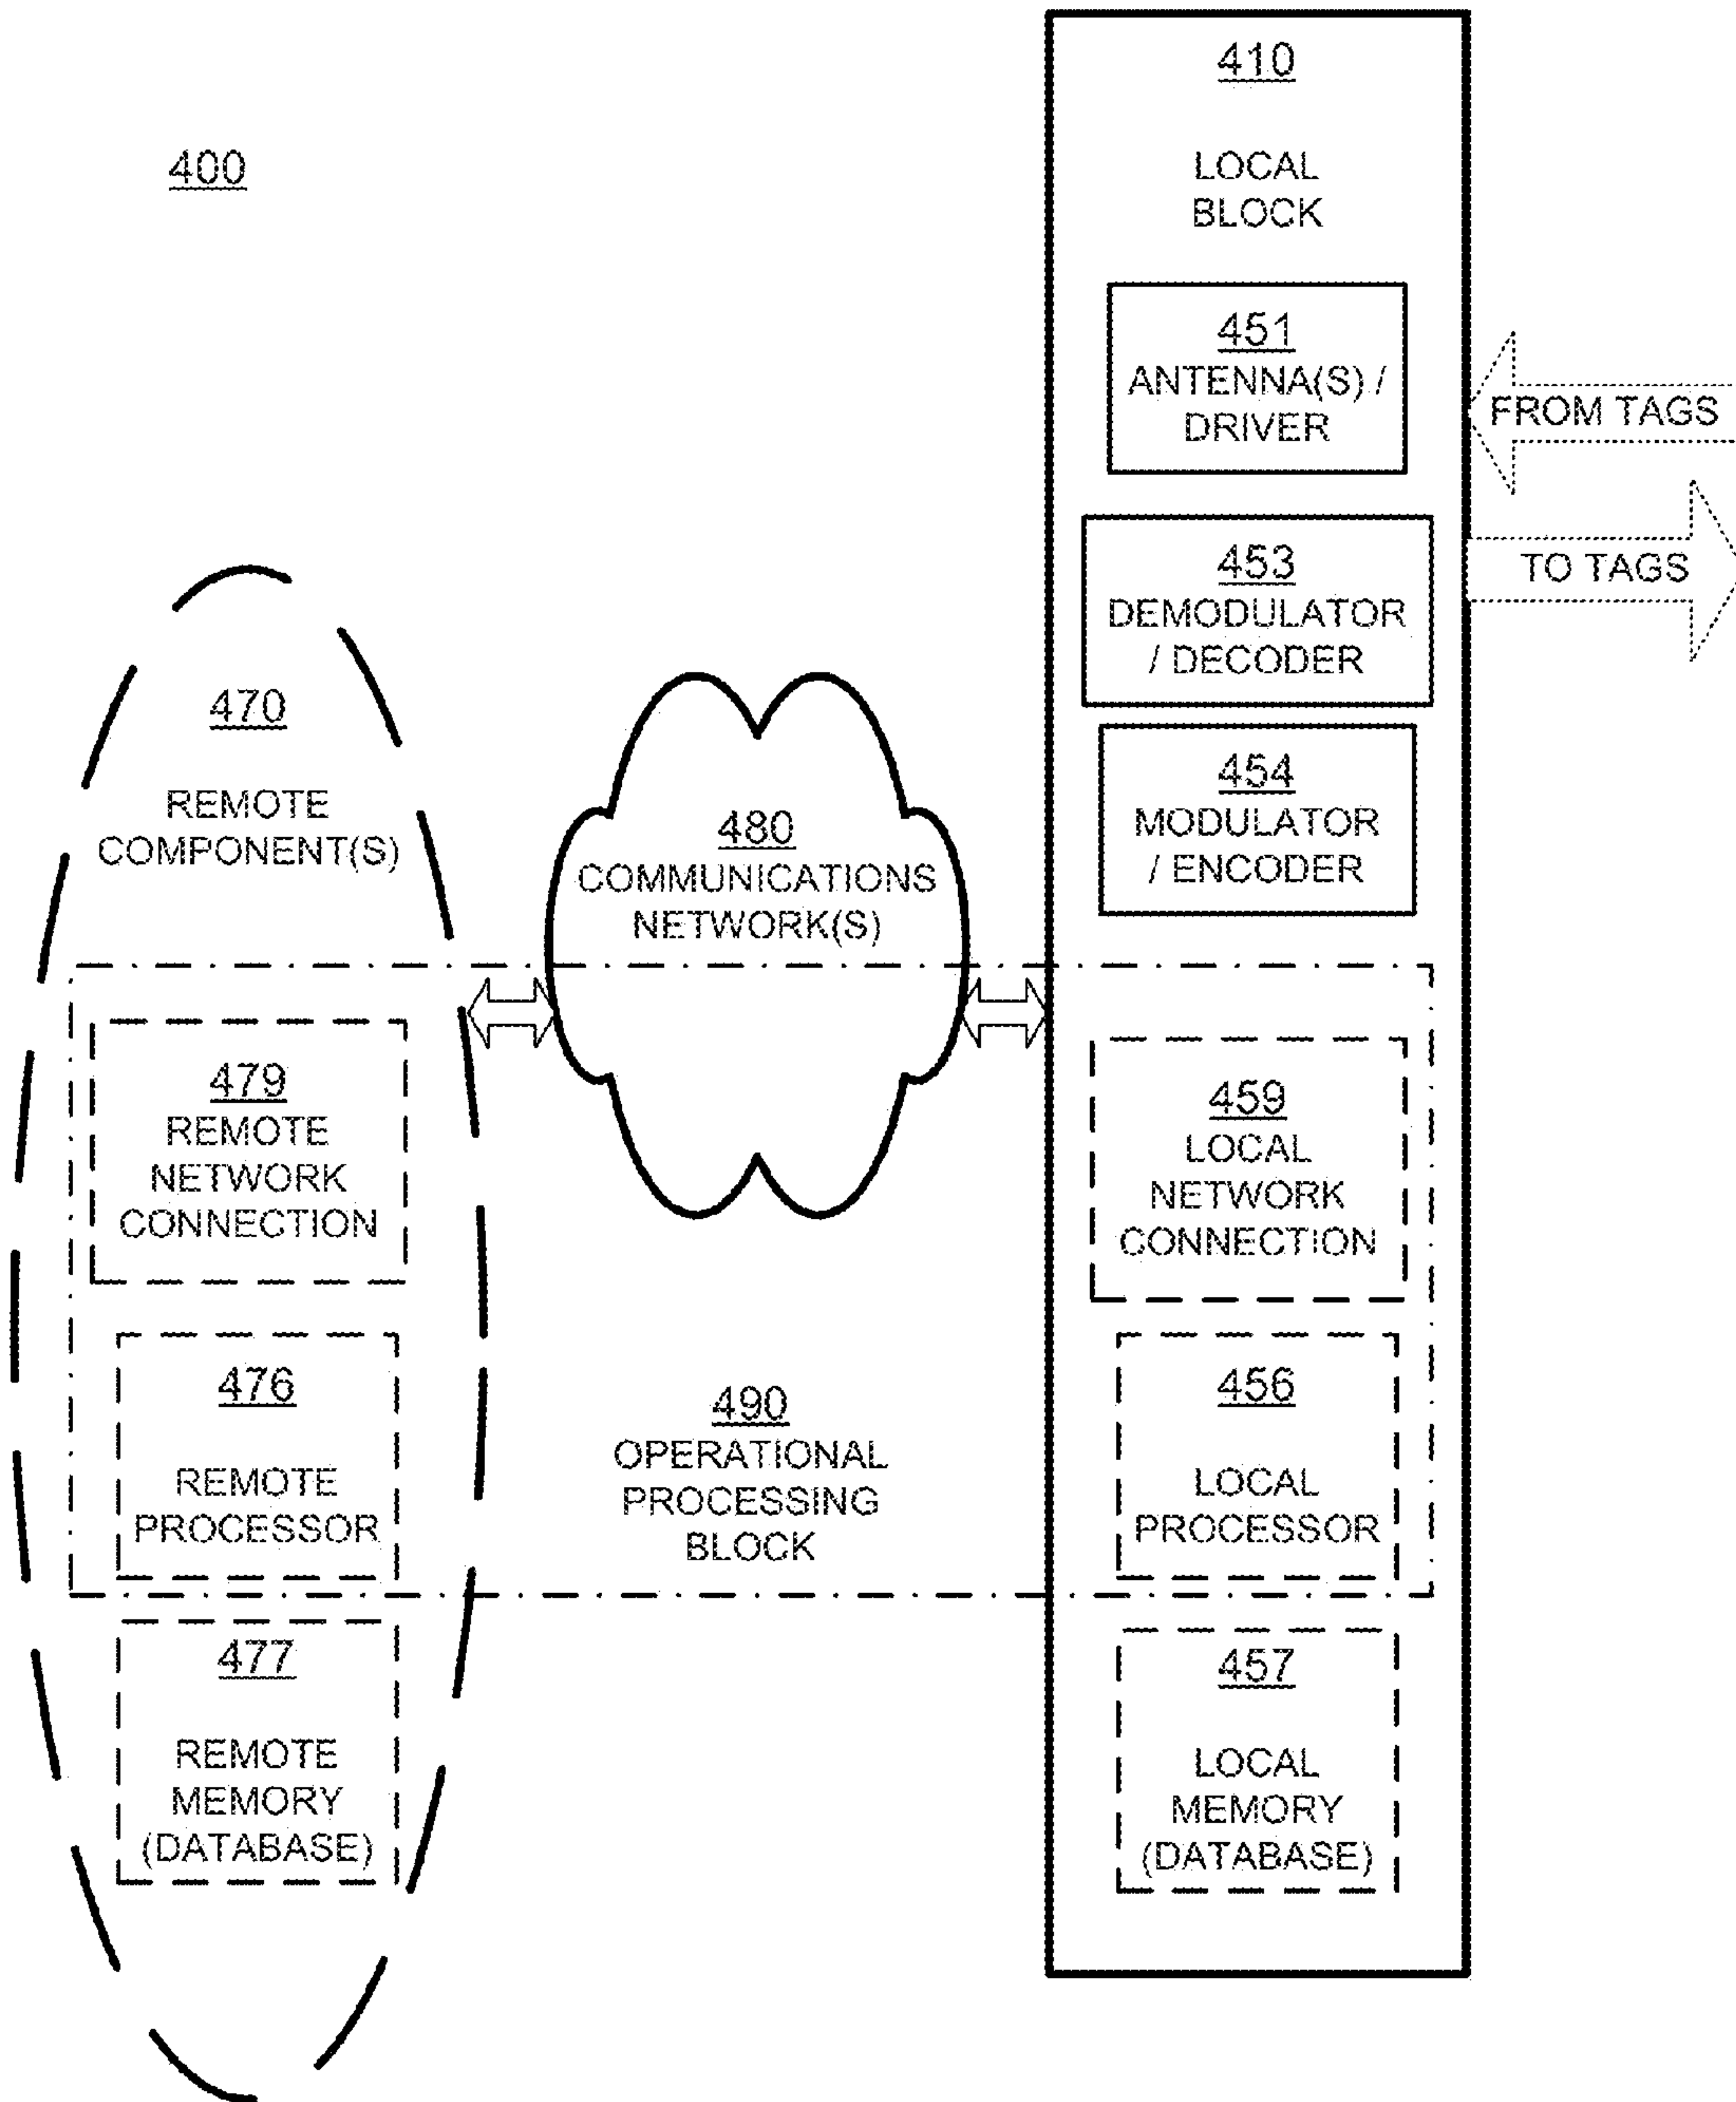 400
410
LOCAL
BLOCK
451
ANTENNA(S) /
DRIVER
FROM TAGS
TO TAGS
453
DEMODULATOR
/ DECODER
454
MODULATOR
/ ENCODER
470
REMOTE
COMPONENT(S)
480
COMMUNICATIONS
NETWORK(S)
479
REMOTE
NETWORK
CONNECTION
459
LOCAL
NETWORK
CONNECTION
476
REMOTE
PROCESSOR
490
OPERATIONAL
PROCESSING
BLOCK
456
LOCAL
PROCESSOR
477
REMOTE
MEMORY
(DATABASE)
457
LOCAL
MEMORY
(DATABASE)